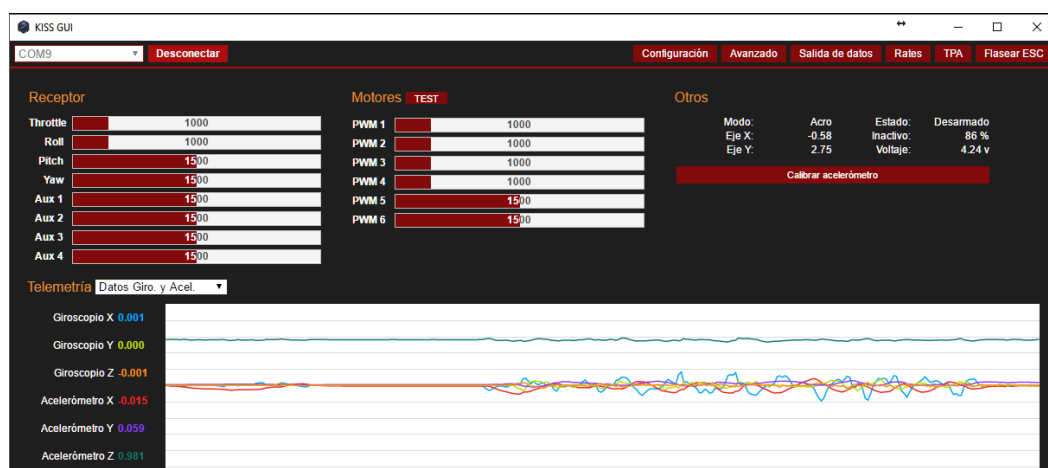 KISS GUI
COM9 Desconectar Configuración Avanzado Salida de datos Rates TPA Flasear ESC
Receptor Motores TEST Otros
Throttle 1000 PWM 1 1000 Modo: Acro Estado: Desarmado
Roll 1000 PWM 2 1000 Eje X: -0.58 Inactivo: 86 %
Pitch 1500 PWM 3 1000 Eje Y: 2.75 Voltaje: 4.24 v
Yaw 1500 PWM 4 1000 Calibrar acelerómetro
Aux 1 1500 PWM 5 1500
Aux 2 1500 PWM 6 1500
Aux 3 1500
Aux 4 1500
Telemetría Datos Giro. y Acel.
Giroscopio X 0.001
Giroscopio Y 0.000
Giroscopio Z -0.001
Acelerómetro X -0.015
Acelerómetro Y 0.059
Acelerómetro Z 0.981